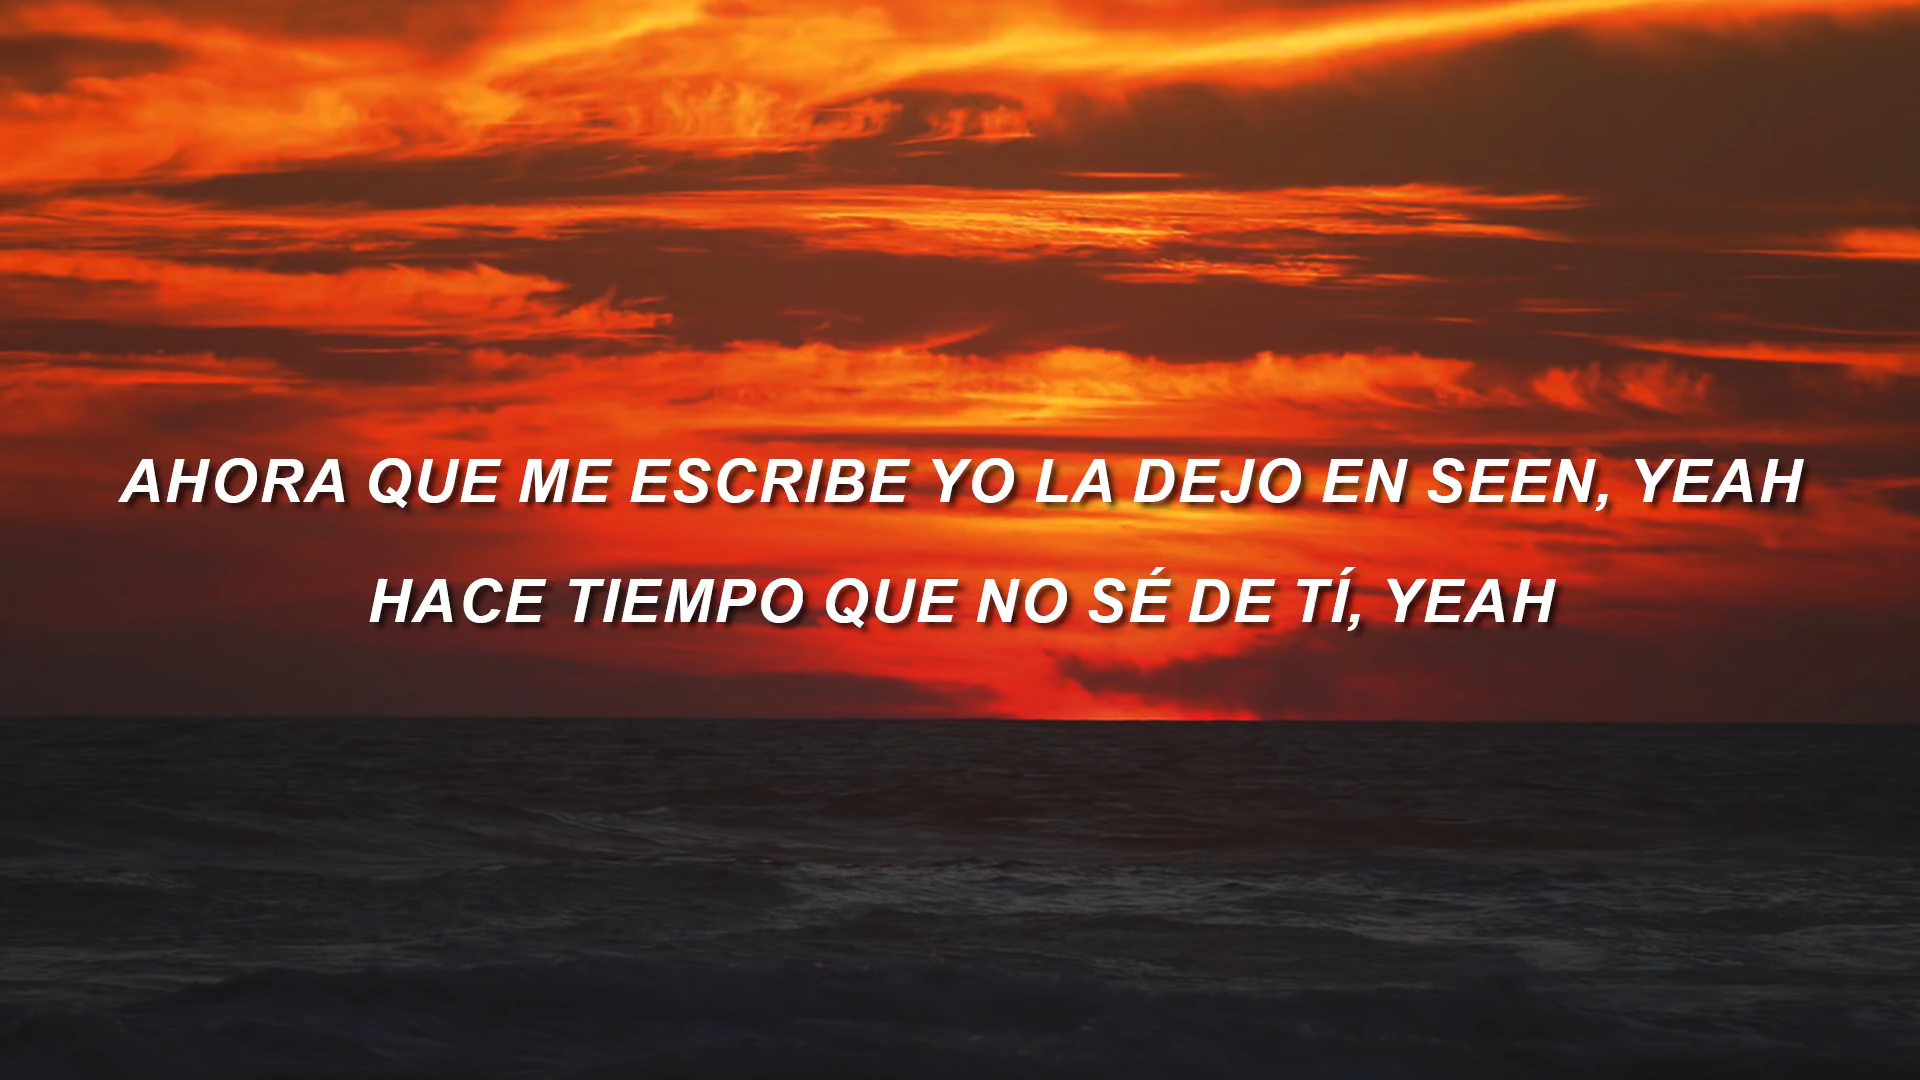 AHORA QUE ME ESCRIBE YO LA DEJO EN SEEN, YEAH
HACE TIEMPO QUE NO SÉ DE TÍ, YEAH